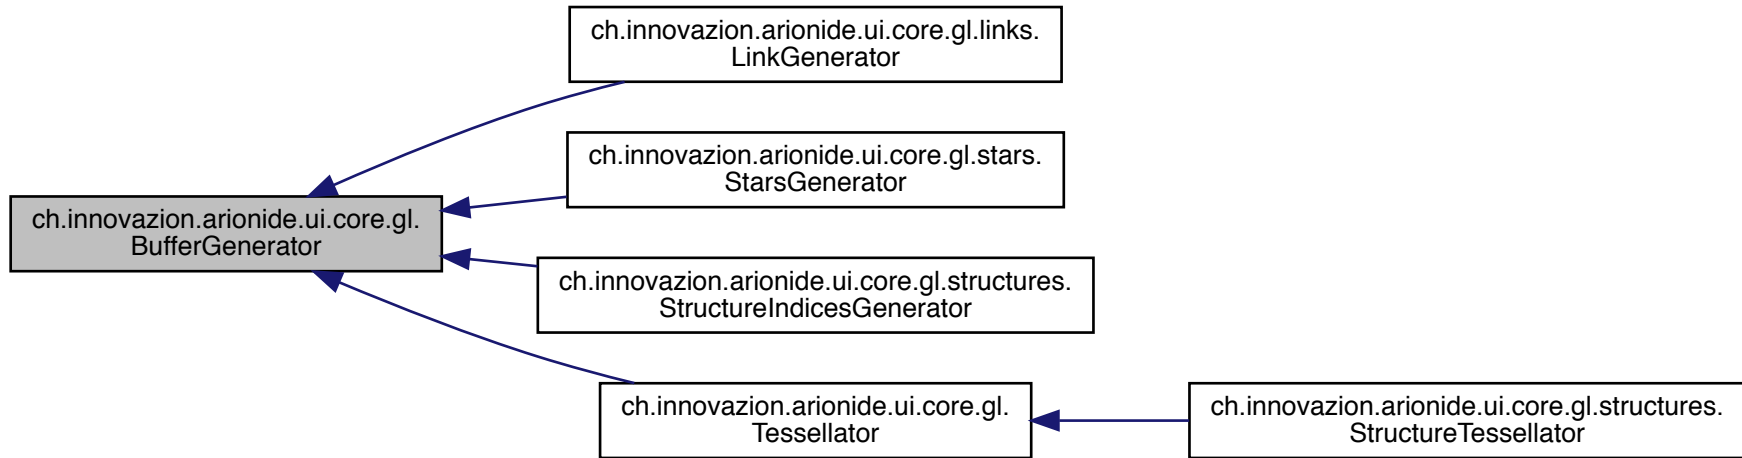 ch.innovazion.arionide.ui.core.gl.links.
LinkGenerator
ch.innovazion.arionide.ui.core.gl.stars.
StarsGenerator
ch.innovazion.arionide.ui.core.gl.
BufferGenerator
ch.innovazion.arionide.ui.core.gl.structures.
StructureIndicesGenerator
ch.innovazion.arionide.ui.core.gl.
Tessellator
ch.innovazion.arionide.ui.core.gl.structures.
StructureTessellator